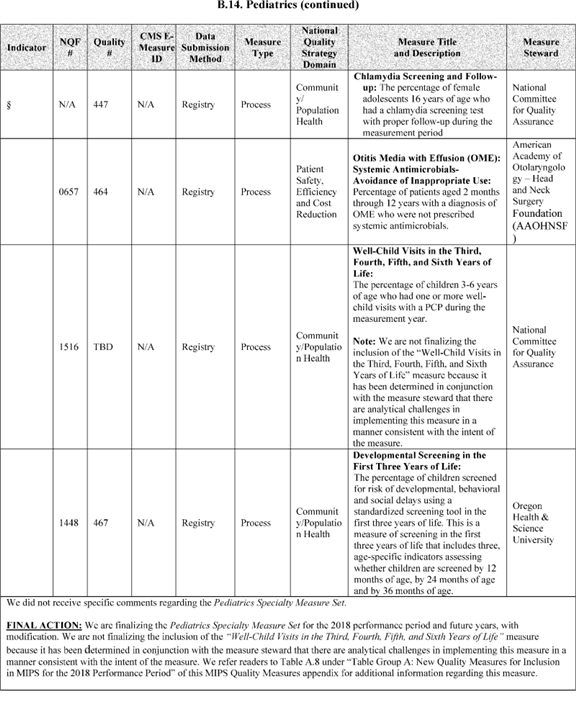 B.14. Pediatrics (continued)
Indicator
NQF
#
Quality
#
CMS E-
Measure
ID
Data
Submission
Method
Measure
Type
National
Quality
Strategy
Domain
Measure Title
and Description
Measure
Steward
§
N/A
447
N/A
Registry
Process
Communit
y/
Population
Health
Chlamydia Screening and Follow-
up: The percentage of female
adolescents 16 years of age who
had a chlamydia screening test
with proper follow-up during the
measurement period
National
Committee
for Quality
Assurance
0657
464
N/A
Registry
Process
Patient
Safety,
Efficiency
and Cost
Reduction
Otitis Media with Effusion (OME):
Systemic Antimicrobials-
Avoidance of Inappropriate Use:
Percentage of patients aged 2 months
through 12 years with a diagnosis of
OME who were not prescribed
systemic antimicrobials.
American
Academy of
Otolaryngolo
gy – Head
and Neck
Surgery
Foundation
(AAOHNSF
)
1516
TBD
N/A
Registry
Process
Communit
y/Populatio
n Health
Well-Child Visits in the Third,
Fourth, Fifth, and Sixth Years of
Life:
The percentage of children 3-6 years
of age who had one or more well-
child visits with a PCP during the
measurement year.
Note: We are not finalizing the
inclusion of the “Well-Child Visits in
the Third, Fourth, Fifth, and Sixth
Years of Life” measure because it
has been determined in conjunction
with the measure steward that there
are analytical challenges in
implementing this measure in a
manner consistent with the intent of
the measure.
National
Committee
for Quality
Assurance
1448
467
N/A
Registry
Process
Communit
y/Populatio
n Health
Developmental Screening in the
First Three Years of Life:
The percentage of children screened
for risk of developmental, behavioral
and social delays using a
standardized screening tool in the
first three years of life. This is a
measure of screening in the first
three years of life that includes three,
age-specific indicators assessing
whether children are screened by 12
months of age, by 24 months of age
and by 36 months of age.
Oregon
Health &
Science
University
We did not receive specific comments regarding the Pediatrics Specialty Measure Set.
FINAL ACTION: We are finalizing the Pediatrics Specialty Measure Set for the 2018 performance period and future years, with
modification. We are not finalizing the inclusion of the “Well-Child Visits in the Third, Fourth, Fifth, and Sixth Years of Life” measure
because it has been determined in conjunction with the measure steward that there are analytical challenges in implementing this measure in a
manner consistent with the intent of the measure. We refer readers to Table A.8 under “Table Group A: New Quality Measures for Inclusion
in MIPS for the 2018 Performance Period” of this MIPS Quality Measures appendix for additional information regarding this measure.